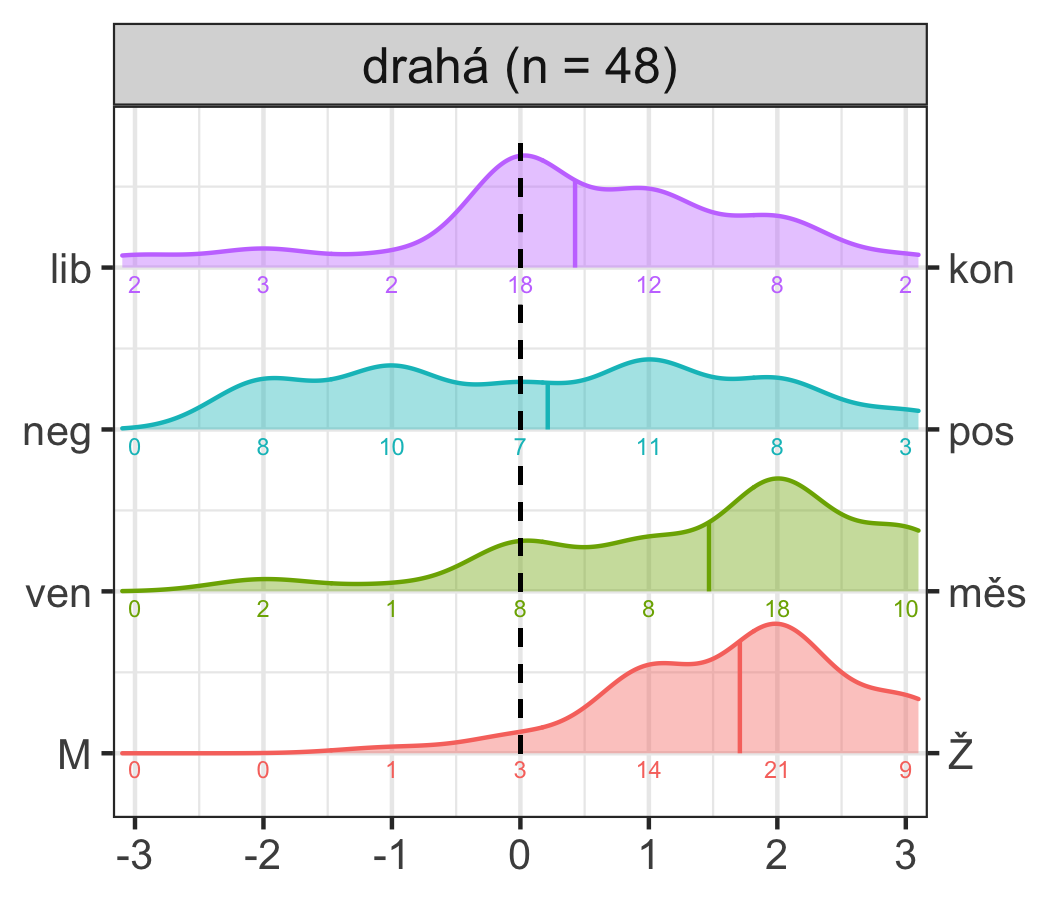 drahá (n = 48)
lib kon
2 3 2 18 12 8 2
neg pos
0 8 10 7 11 8 3
ven měs
0 2 1 8 8 18 10
M Ž
0 0 1 3 14 21 9
-3 -2 -1 0 1 2 3